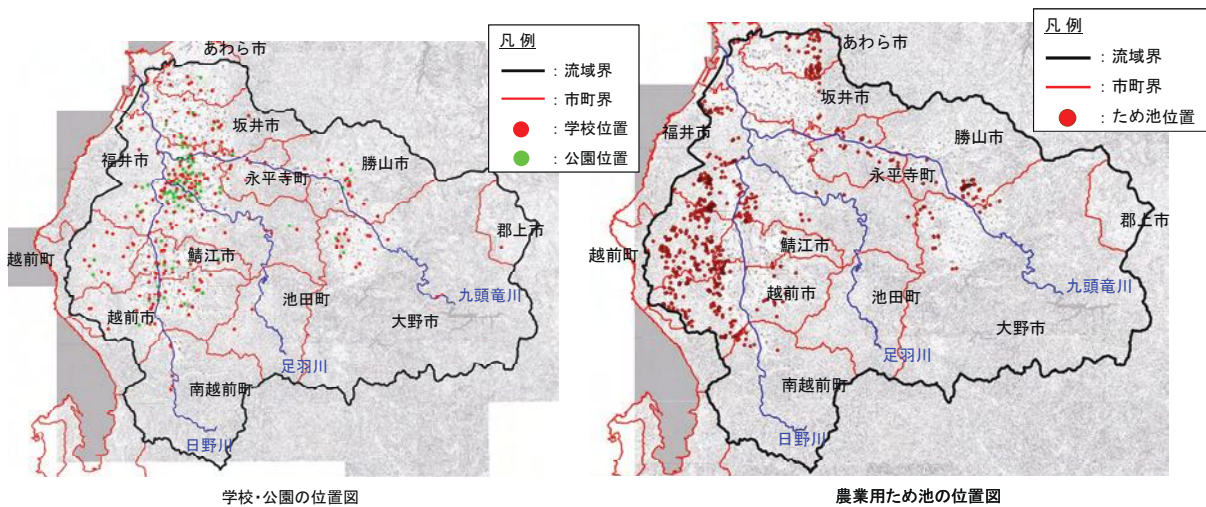 凡 例
: 流域界
: 市町界
: 学校位置
: 公園位置
あわら市
坂井市
福井市
勝山市
永平寺町
郡上市
越前町
鯖江市
池田町
九頭竜川
越前市
大野市
足羽川
南越前町
日野川
学校・公園の位置図
凡 例
: 流域界
: 市町界
: ため池位置
あわら市
坂井市
福井市
勝山市
永平寺町
郡上市
鯖江市
越前市
池田町
九頭竜川
大野市
足羽川
南越前町
日野川
農業用ため池の位置図